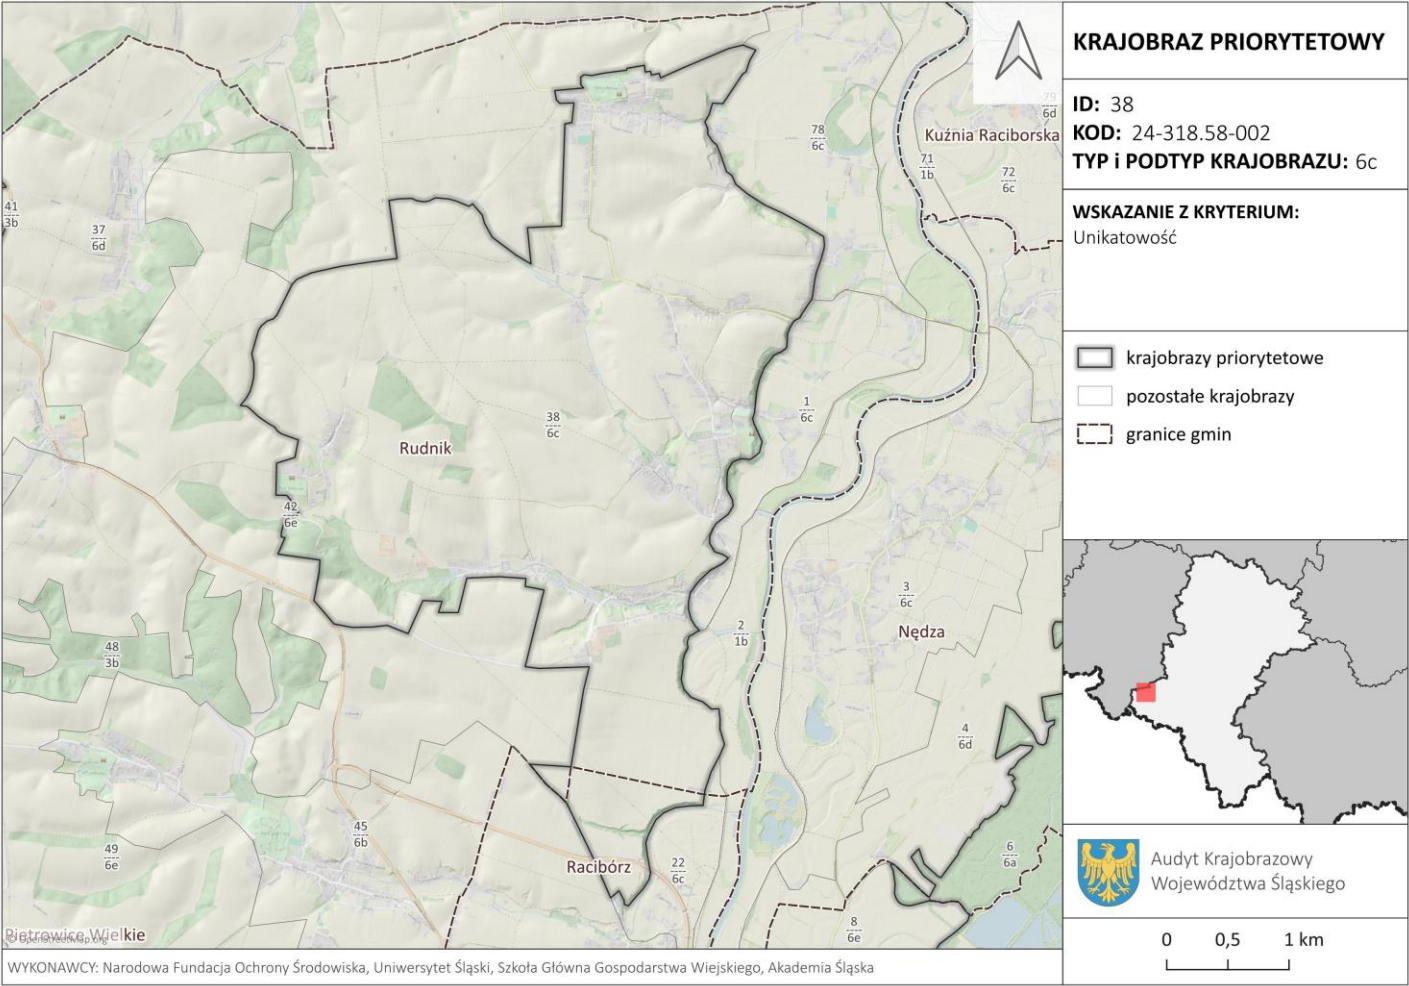 KRAJOBRAZ PRIORYTETOWY
ID: 38
KOD: 24-318.58-002
TYP i PODTYP KRAJOBRAZU: 6c
WSKAZANIE Z KRYTERIUM:
Unikatowość
krajobrazy priorytetowe
pozostałe krajobrazy
granice gmin
Audyt Krajobrazowy
Województwa Śląskiego
0 0,5 1 km
79
6d
Kuźnia Raciborska
78
6c
71
1b
72
6c
41
3b
37
6d
38
6c
1
6c
Rudnik
42
6e
3
6c
Nędza
2
1b
48
3b
4
6d
45
6b
49
6e
Racibórz
22
6c
6
6a
8
6e
Pietrowice Wielkie
© OpenStreetMap.org
WYKONAWCY: Narodowa Fundacja Ochrony Środowiska, Uniwersytet Śląski, Szkoła Główna Gospodarstwa Wiejskiego, Akademia Śląska